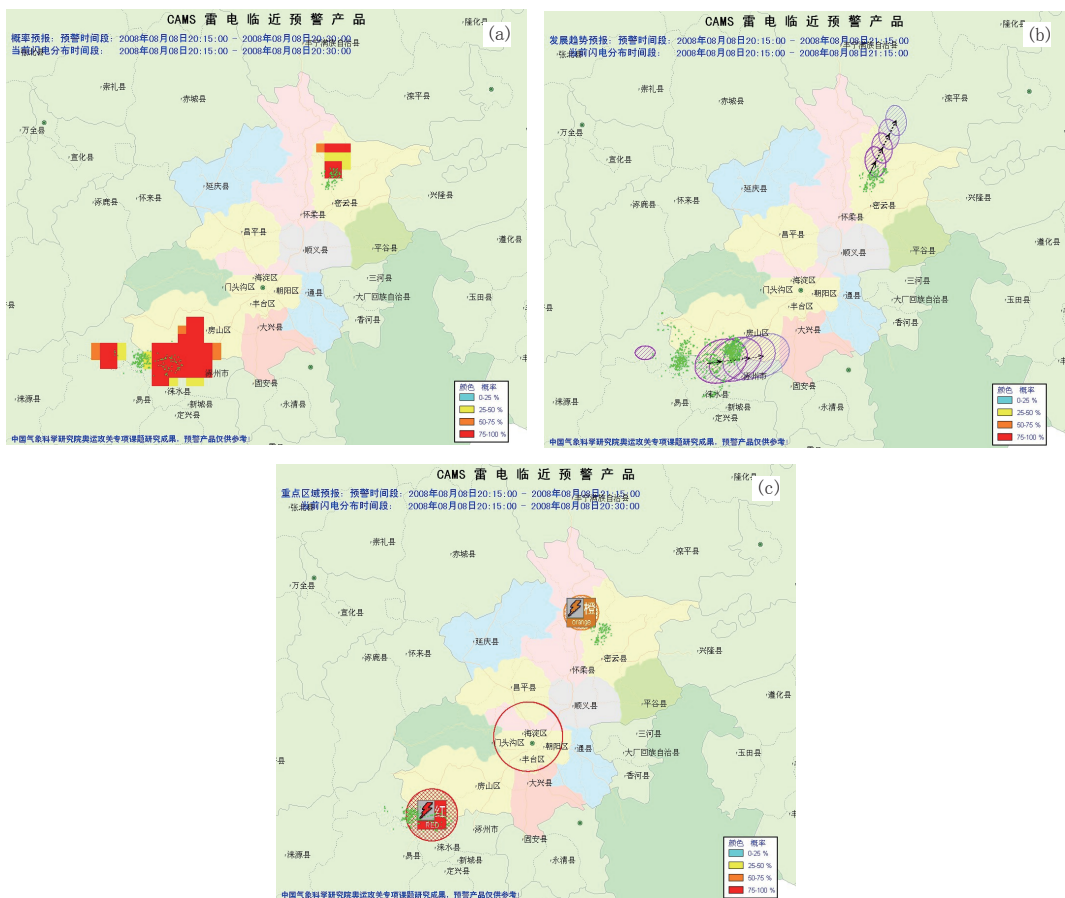 CAMS 雷电临近预警产品
(a)
隆化县
概率预报: 预警时间段: 2008年08月08日20:15:00 - 2008年08月08日20:30:00
丰宁满族自治县
当前闪电分布时间段: 2008年08月08日20:15:00 - 2008年08月08日20:30:00
崇礼县
赤城县
滦平县
万全县
宣化县
延庆县
怀来县
涿鹿县
密云县
兴隆县
怀柔县
昌平县
顺义县
平谷县
遵化县
海淀区
三河县
门头沟区
朝阳区
通县
大厂回族自治县
玉田县
丰台区
香河县
房山区
大兴县
涞水县
固安县
涞源县
易县
新城县
永清县
定兴县
颜色 概率
0-25 %
25-50 %
50-75 %
75-100 %
中国气象科学研究院奥运攻关专项课题研究成果, 预警产品仅供参考!
CAMS 雷电临近预警产品
(b)
隆化县
发展趋势预报: 预警时间段: 2008年08月08日20:15:00 - 2008年08月08日21:15:00
丰宁满族自治县
当前闪电分布时间段: 2008年08月08日20:15:00 - 2008年08月08日21:15:00
崇礼县
赤城县
滦平县
万全县
宣化县
延庆县
怀来县
涿鹿县
密云县
兴隆县
怀柔县
昌平县
顺义县
平谷县
遵化县
海淀区
三河县
门头沟区
朝阳区
通县
大厂回族自治县
玉田县
丰台区
香河县
房山区
大兴县
涿州市
涞水县
固安县
涞源县
易县
新城县
永清县
定兴县
颜色 概率
0-25 %
25-50 %
50-75 %
75-100 %
中国气象科学研究院奥运攻关专项课题研究成果, 预警产品仅供参考!
CAMS 雷电临近预警产品
(c)
隆化县
重点区域预报: 预警时间段: 2008年08月08日20:15:00 - 2008年08月08日21:15:00
丰宁满族自治县
当前闪电分布时间段: 2008年08月08日20:15:00 - 2008年08月08日20:30:00
崇礼县
赤城县
滦平县
万全县
宣化县
橙
orange
延庆县
怀来县
涿鹿县
密云县
兴隆县
怀柔县
昌平县
顺义县
平谷县
遵化县
海淀区
三河县
门头沟区
朝阳区
通县
大厂回族自治县
玉田县
丰台区
香河县
房山区
大兴县
红
RED
涿州市
涞水县
固安县
涞源县
易县
新城县
永清县
定兴县
颜色 概率
0-25 %
25-50 %
50-75 %
75-100 %
中国气象科学研究院奥运攻关专项课题研究成果, 预警产品仅供参考!